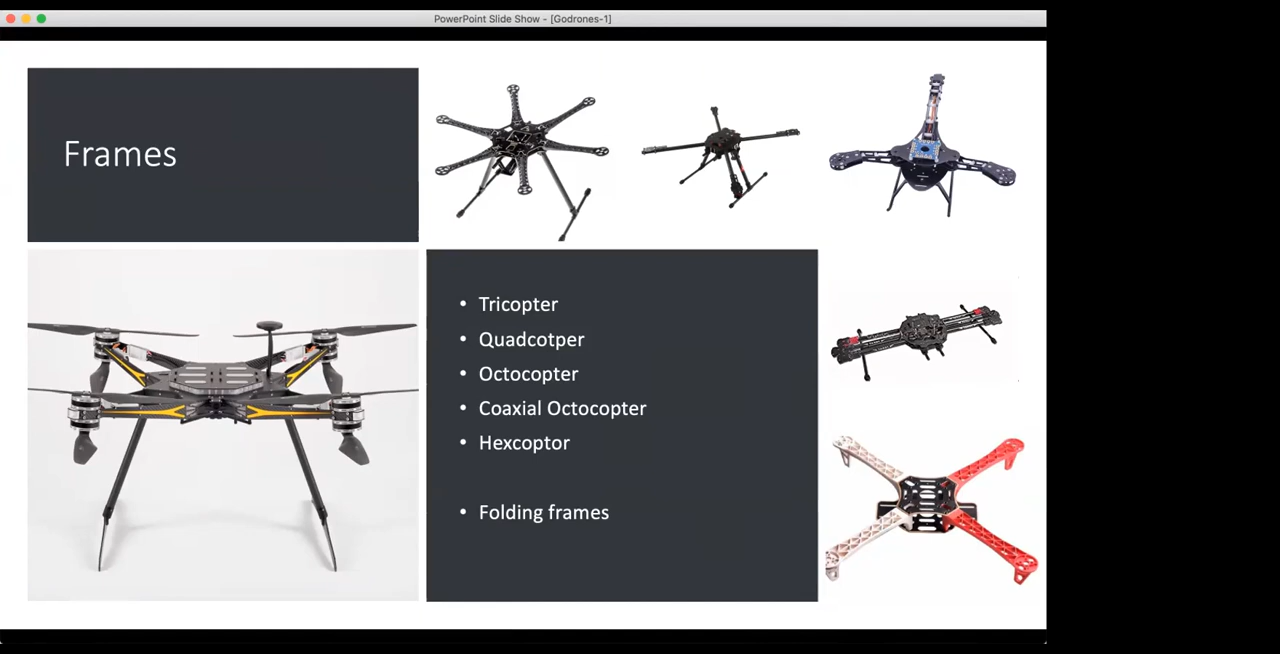 PowerPoint Slide Show - [Godrones-1]
Frames
• Tricopter
• Quadcotper
• Octocopter
• Coaxial Octocopter
• Hexcoptor
• Folding frames